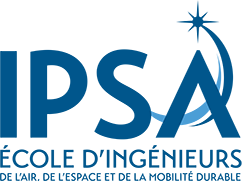 IPSA
ÉCOLE D'INGÉNIEURS
DE L'AIR, DE L'ESPACE ET DE LA MOBILITÉ DURABLE